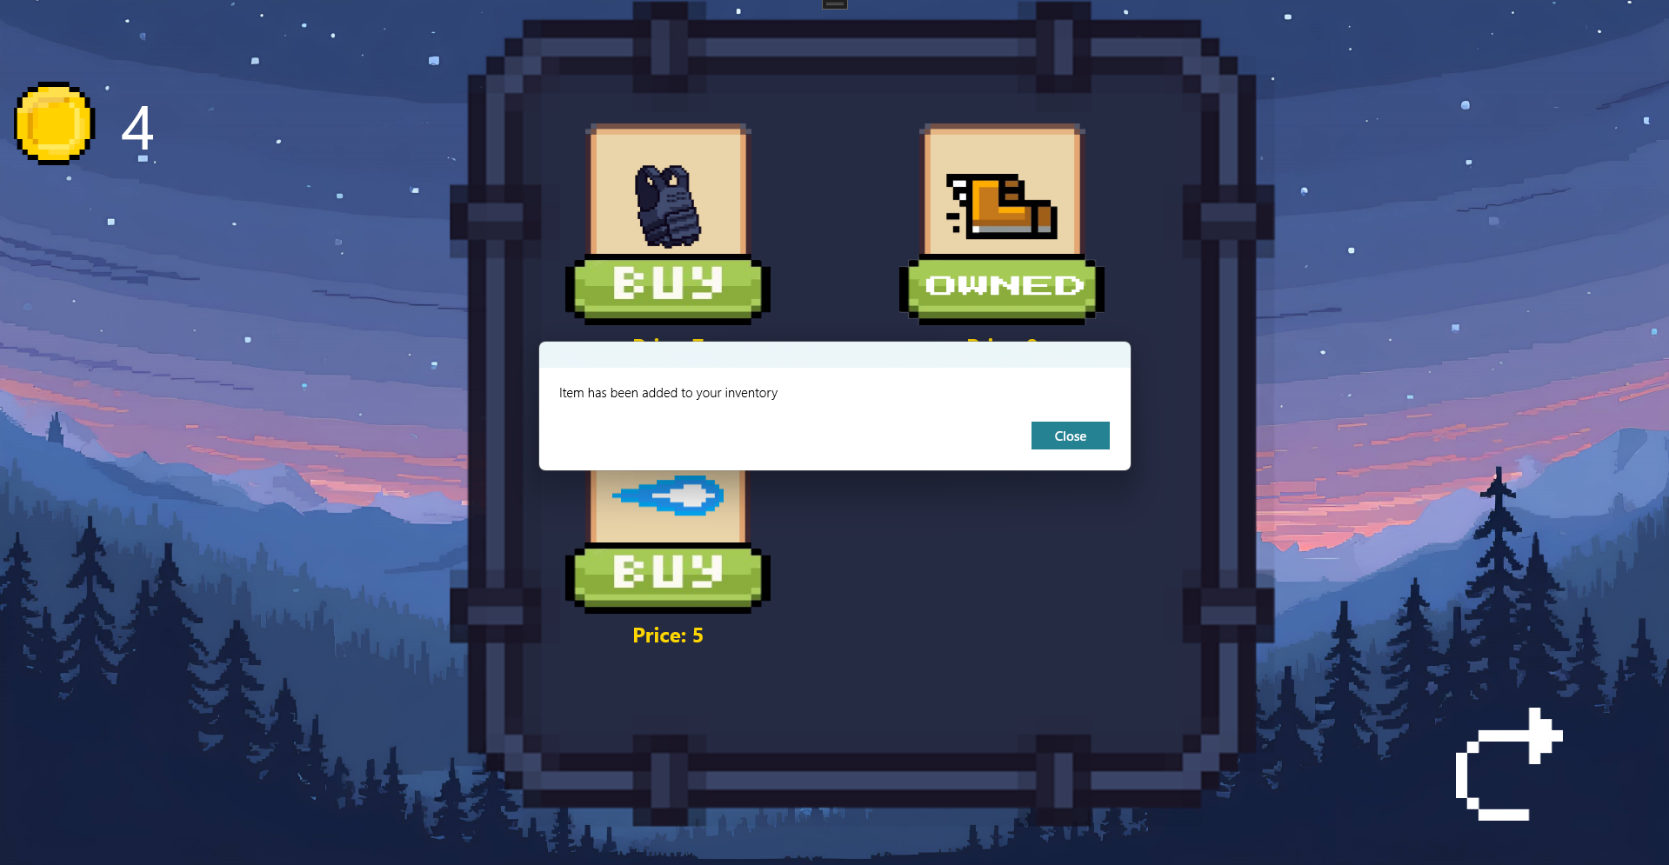 4
BUY
OWNED
Item has been added to your inventory
Close
BUY
Price: 5